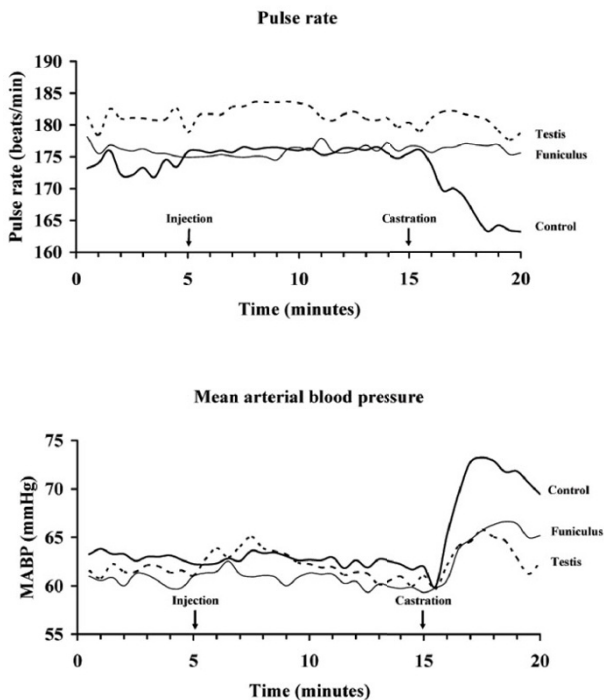 Pulse rate
Pulse rate (beats/min)
190
185
180
175
170
165
160
Testis
Funiculus
Control
Injection
Castration
0 5 10 15 20
Time (minutes)
Mean arterial blood pressure
MABP (mmHg)
75
70
65
60
55
Control
Funiculus
Testis
Injection
Castration
0 5 10 15 20
Time (minutes)